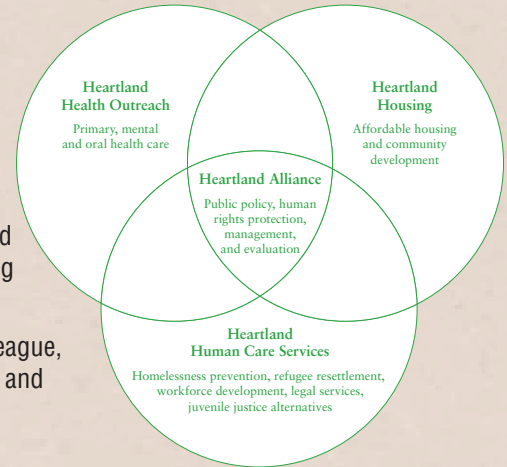 Heartland
Health Outreach
Primary, mental
and oral health care
Heartland
Housing
Affordable housing
and community
development
Heartland Alliance
Public policy, human
rights protection,
management,
and evaluation
Heartland
Human Care Services
Homelessness prevention, refugee resettlement,
workforce development, legal services,
juvenile justice alternatives
and